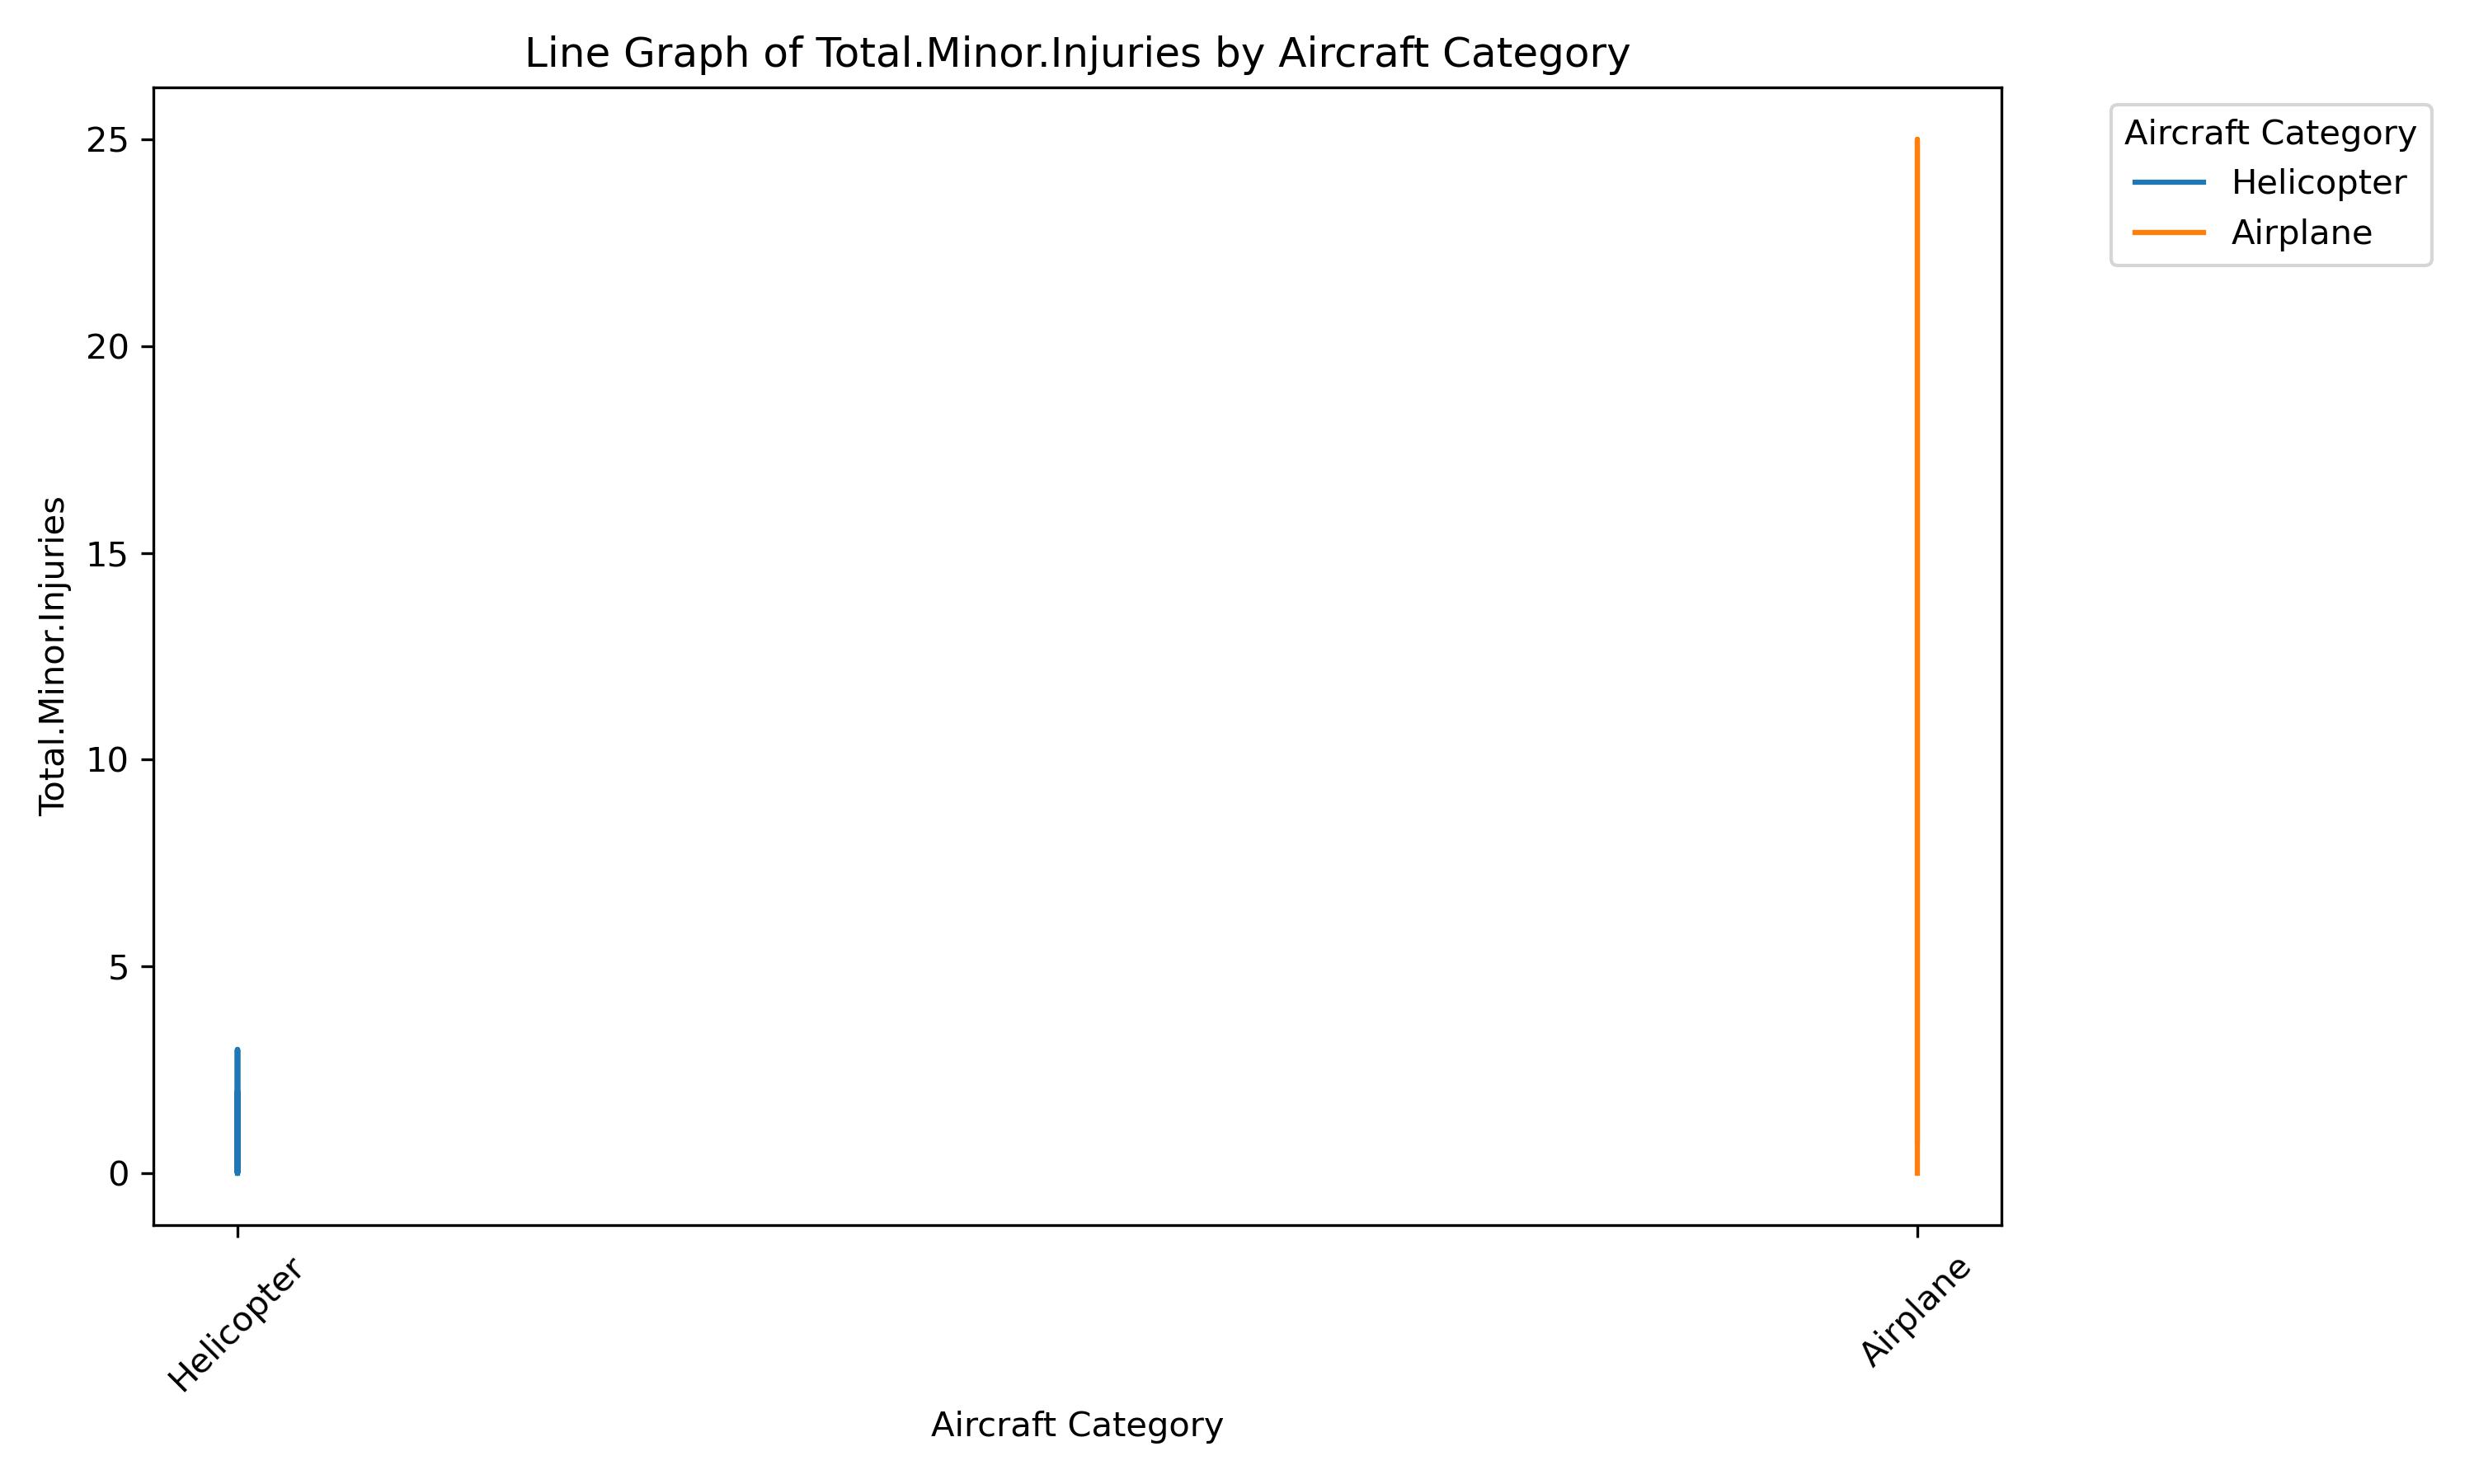 Line Graph of Total.Minor.Injuries by Aircraft Category
Total.Minor.Injuries
25
20
15
10
5
0
Helicopter
Airplane
Aircraft Category
Aircraft Category
Helicopter
Airplane